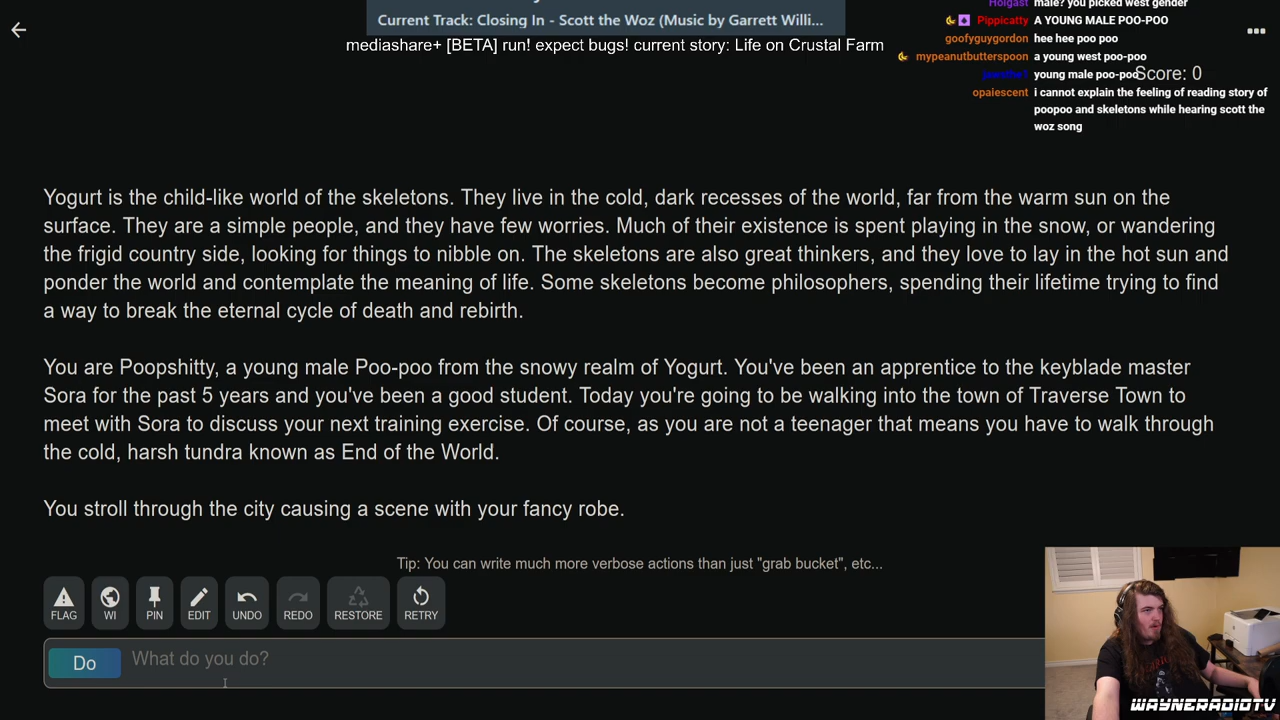 Current Track: Closing In - Scott the Woz (Music by Garrett Willi...
mediashare+ [BETA] run! expect bugs! current story: Life on Crustal Farm
Holgast male? you picked west gender
Pippicatty A YOUNG MALE POO-POO
goofyguygordon hee hee poo poo
mypeanutbutterspoon a young west poo-poo
young male poo-poo
Score: 0
opaiescent i cannot explain the feeling of reading story of
poopoo and skeletons while hearing scott the
woz song
Yogurt is the child-like world of the skeletons. They live in the cold, dark recesses of the world, far from the warm sun on the
surface. They are a simple people, and they have few worries. Much of their existence is spent playing in the snow, or wandering
the frigid country side, looking for things to nibble on. The skeletons are also great thinkers, and they love to lay in the hot sun and
ponder the world and contemplate the meaning of life. Some skeletons become philosophers, spending their lifetime trying to find
a way to break the eternal cycle of death and rebirth.
You are Poopshitty, a young male Poo-poo from the snowy realm of Yogurt. You've been an apprentice to the keyblade master
Sora for the past 5 years and you've been a good student. Today you're going to be walking into the town of Traverse Town to
meet with Sora to discuss your next training exercise. Of course, as you are not a teenager that means you have to walk through
the cold, harsh tundra known as End of the World.
You stroll through the city causing a scene with your fancy robe.
Tip: You can write much more verbose actions than just "grab bucket", etc...
FLAG WI PIN EDIT UNDO REDO RESTORE RETRY
Do What do you do?
WAYNERADIOTV